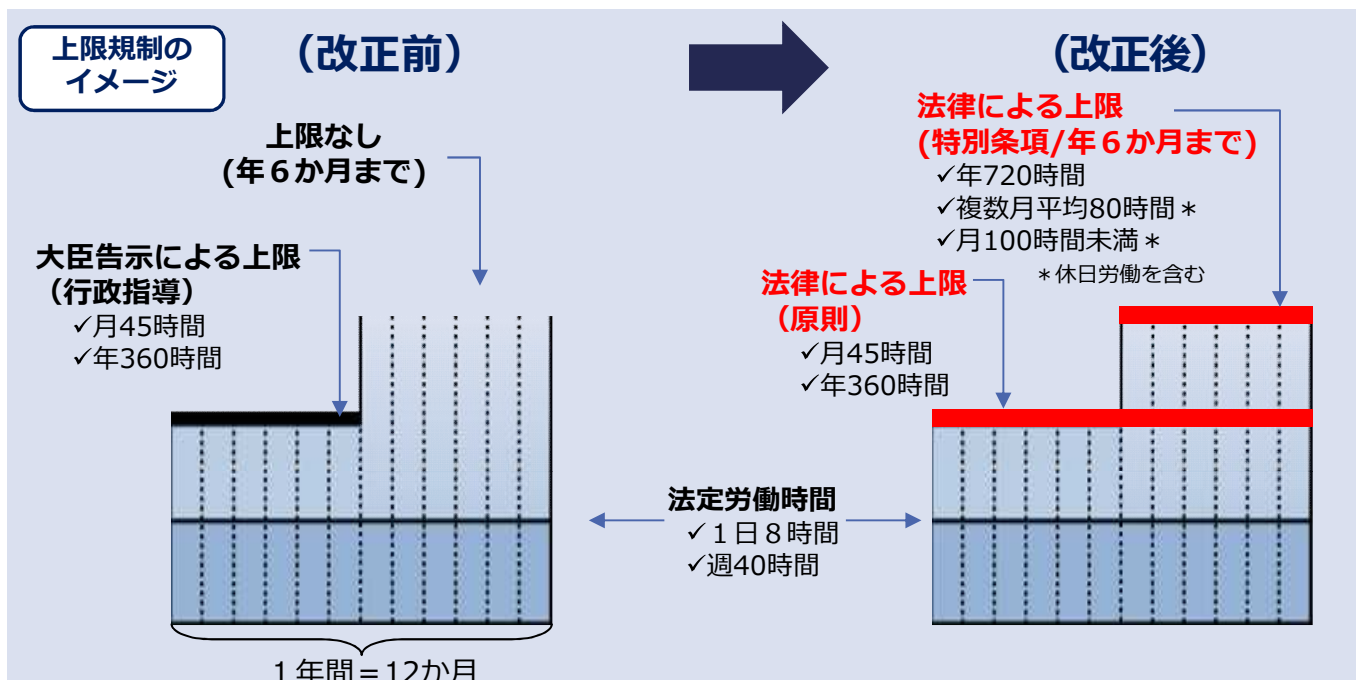 上限規制の
イメージ
（改正前）
（改正後）
上限なし
(年６か月まで)
大臣告示による上限
（行政指導）
✓月45時間
✓年360時間
法律による上限
(特別条項/年６か月まで)
✓年720時間
✓複数月平均80時間＊
✓月100時間未満＊
＊休日労働を含む
法律による上限
（原則）
✓月45時間
✓年360時間
法定労働時間
✓１日８時間
✓週40時間
１年間＝12か月